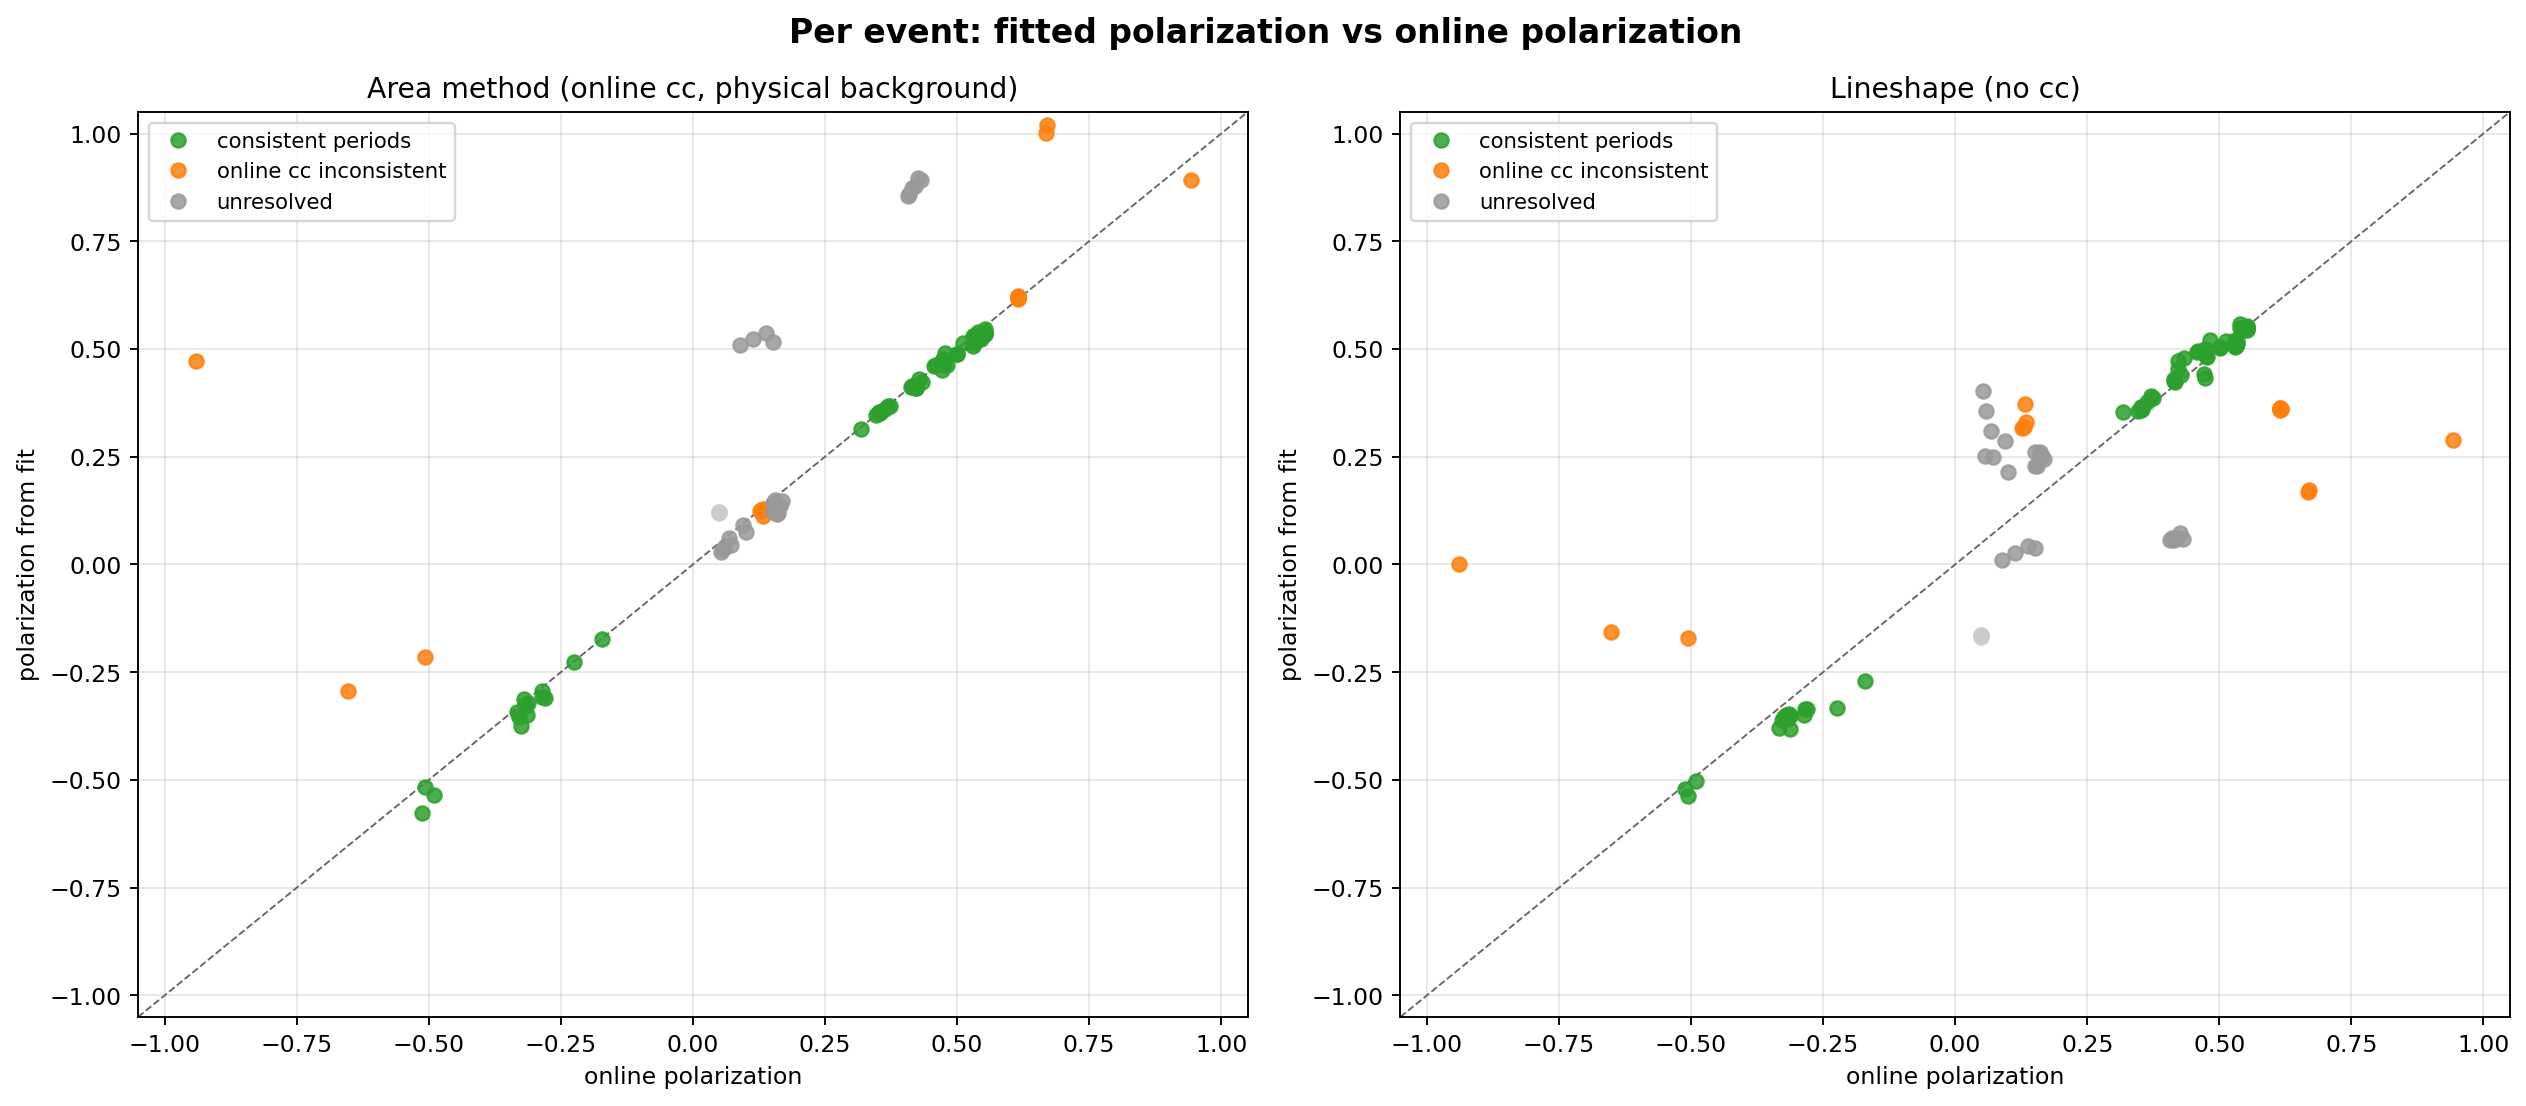 Per event: fitted polarization vs online polarization
Area method (online cc, physical background)
consistent periods
online cc inconsistent
unresolved
1.00
0.75
0.50
0.25
0.00
−0.25
−0.50
−0.75
−1.00
polarization from fit
−1.00 −0.75 −0.50 −0.25 0.00 0.25 0.50 0.75 1.00
online polarization
Lineshape (no cc)
consistent periods
online cc inconsistent
unresolved
1.00
0.75
0.50
0.25
0.00
−0.25
−0.50
−0.75
−1.00
polarization from fit
−1.00 −0.75 −0.50 −0.25 0.00 0.25 0.50 0.75 1.00
online polarization